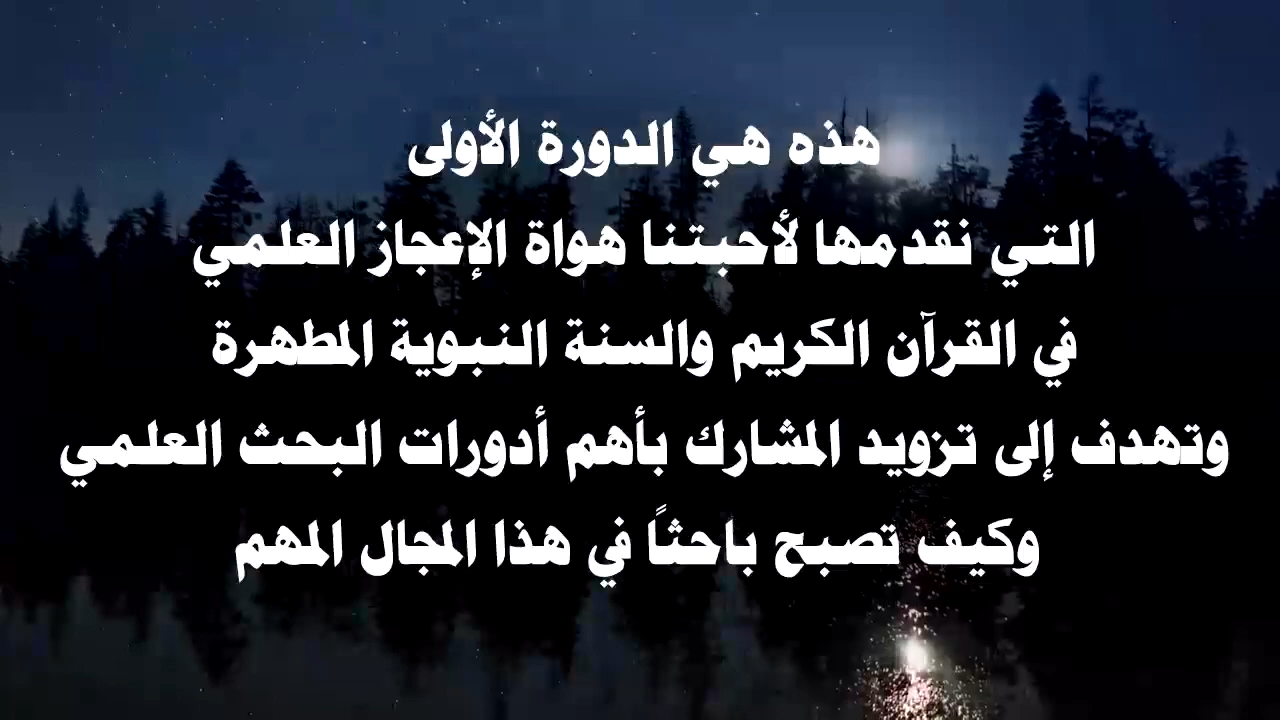 هذه هي الدورة الأولى
التي نقدمها لأحبتنا هواة الإعجاز العلمي
في القرآن الكريم والسنة النبوية المطهرة
وتهدف إلى تزويد المشارك بأهم أدورات البحث العلمي
وكيف تصبح باحثاً في هذا المجال المهم